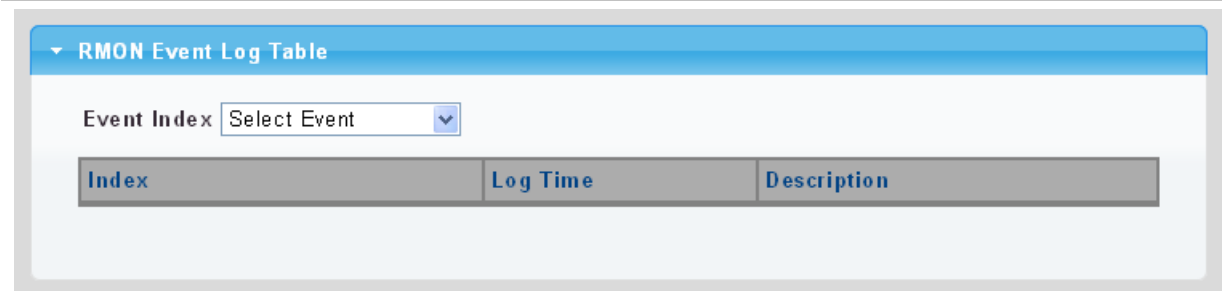 RMON Event Log Table
Event Index Select Event
Index Log Time Description